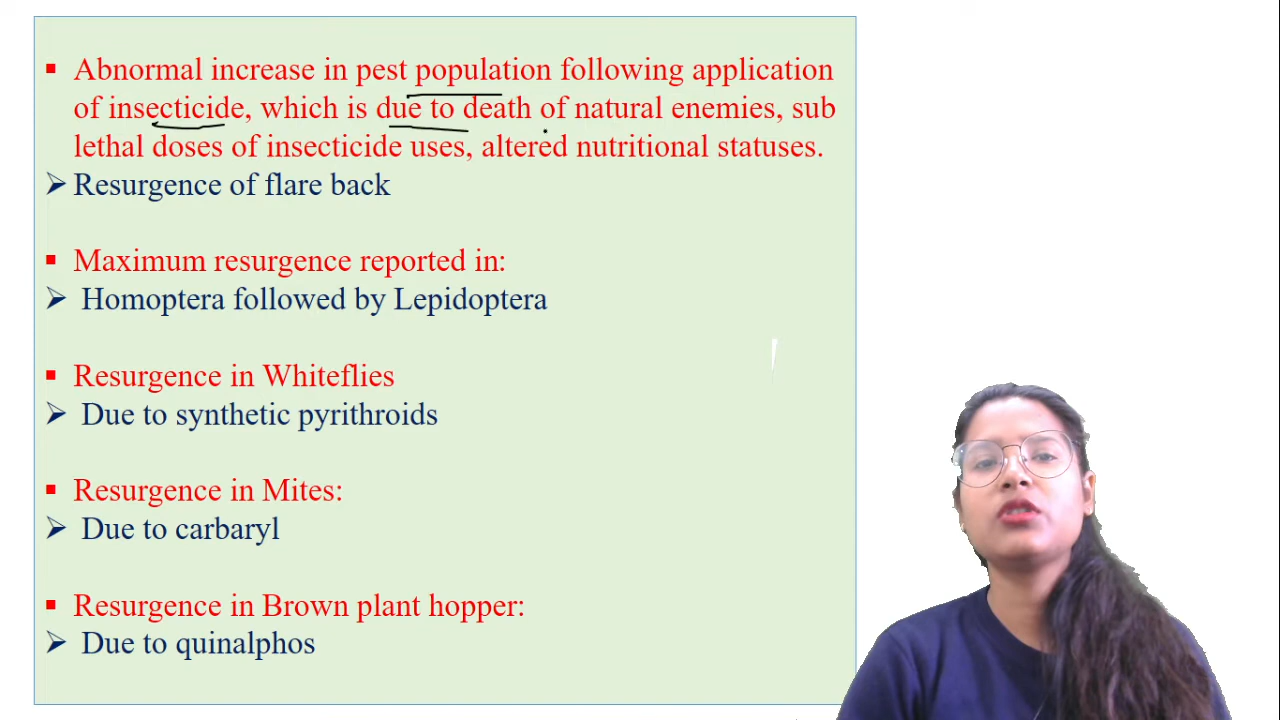 ▪ Abnormal increase in pest population following application
of insecticide, which is due to death of natural enemies, sub
lethal doses of insecticide uses, altered nutritional statuses.
➢ Resurgence of flare back
▪ Maximum resurgence reported in:
➢ Homoptera followed by Lepidoptera
▪ Resurgence in Whiteflies
➢ Due to synthetic pyrithroids
▪ Resurgence in Mites:
➢ Due to carbaryl
▪ Resurgence in Brown plant hopper:
➢ Due to quinalphos